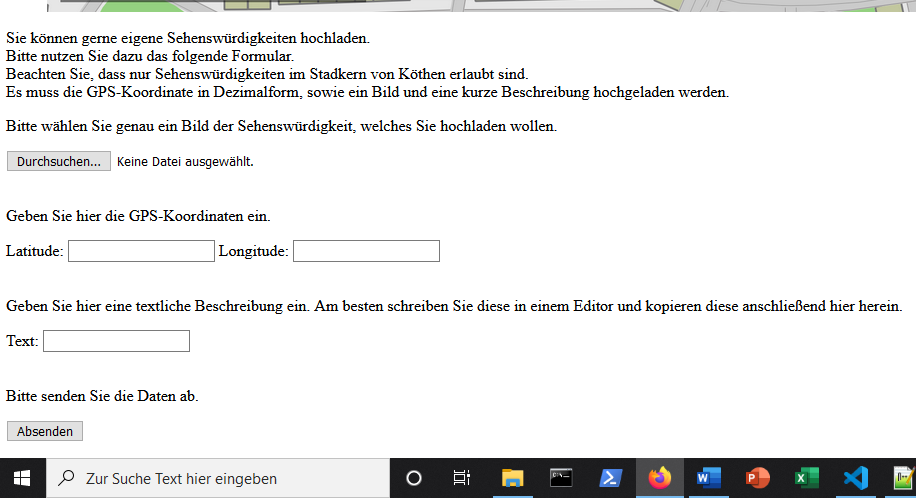 Sie können gerne eigene Sehenswürdigkeiten hochladen.
Bitte nutzen Sie dazu das folgende Formular.
Beachten Sie, dass nur Sehenswürdigkeiten im Stadkern von Köthen erlaubt sind.
Es muss die GPS-Koordinate in Dezimalform, sowie ein Bild und eine kurze Beschreibung hochgeladen werden.
Bitte wählen Sie genau ein Bild der Sehenswürdigkeit, welches Sie hochladen wollen.
Durchsuchen... Keine Datei ausgewählt.
Geben Sie hier die GPS-Koordinaten ein.
Latitude: Longitude:
Geben Sie hier eine textliche Beschreibung ein. Am besten schreiben Sie diese in einem Editor und kopieren diese anschließend hier herein.
Text:
Bitte senden Sie die Daten ab.
Absenden
Zur Suche Text hier eingeben